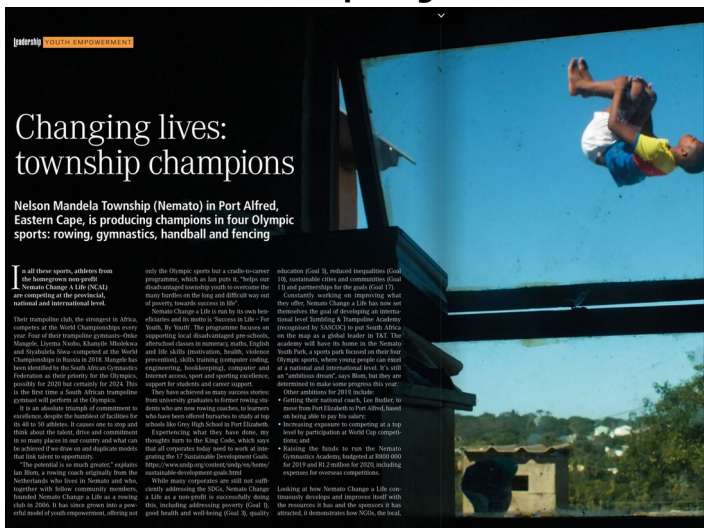 Leadership YOUTH EMPOWERMENT
Changing lives:
township champions
Nelson Mandela Township (Nemato) in Port Alfred,
Eastern Cape, is producing champions in four Olympic
sports: rowing, gymnastics, handball and fencing
In all these sports, athletes from
the homegrown non-profit
Nemato Change A Life (NCAL)
are competing at the provincial,
national and international level.
Their trampoline club, the strongest in Africa,
competes at the World Championships every
year. Four of their trampoline gymnasts–Onke
Mangele, Liyema Nxobo, Khanyile Mbolekwa
and Siyabulela Siwa–competed at the World
Championships in Russia in 2018. Mangele has
been identified by the South African Gymnastics
Federation as their priority for the Olympics,
possibly for 2020 but certainly for 2024. This
is the first time a South African trampoline
gymnast will perform at the Olympics.
It is an absolute triumph of commitment to
excellence, despite the humblest of facilities for
its 40 to 50 athletes. It causes one to stop and
think about the talent, drive and commitment
in so many places in our country and what can
be achieved if we draw on and duplicate models
that link talent to opportunity.
"The potential is so much greater," explains
Jan Blom, a rowing coach originally from the
Netherlands who lives in Nemato and who,
together with fellow community members,
founded Nemato Change a Life as a rowing
club in 2006. It has since grown into a pow-
erful model of youth empowerment, offering not
only the Olympic sports but a cradle-to-career
programme, which as Jan puts it, "helps our
disadvantaged township youth to overcome the
many hurdles on the long and difficult way out
of poverty, towards success in life".
Nemato Change a Life is run by its own ben-
eficiaries and its motto is 'Success in Life – For
Youth, By Youth'. The programme focuses on
supporting local disadvantaged pre-schools,
afterschool classes in numeracy, maths, English
and life skills (motivation, health, violence
prevention), skills training (computer coding,
engineering, bookkeeping), computer and
Internet access, sport and sporting excellence,
support for students and career support.
They have achieved so many success stories:
from university graduates to former rowing stu-
dents who are now rowing coaches, to learners
who have been offered bursaries to study at top
schools like Grey High School in Port Elizabeth.
Experiencing what they have done, my
thoughts turn to the King Code, which says
that all corporates today need to work at inte-
grating the 17 Sustainable Development Goals.
https://www.undp.org/content/undp/en/home/
sustainable-development-goals.html
While many corporates are still not suffi-
ciently addressing the SDGs, Nemato Change
a Life as a non-profit is successfully doing
this, including addressing poverty (Goal 1),
good health and well-being (Goal 3), quality
education (Goal 5), reduced inequalities (Goal
10), sustainable cities and communities (Goal
11) and partnerships for the goals (Goal 17).
Constantly working on improving what
they offer, Nemato Change a Life has now set
themselves the goal of developing an interna-
tional level Tumbling & Trampoline Academy
(recognised by SASCOC) to put South Africa
on the map as a global leader in T&T. The
academy will have its home in the Nemato
Youth Park, a sports park focused on their four
Olympic sports, where young people can excel
at a national and international level. It's still
an "ambitious dream", says Blom, but they are
determined to make some progress this year.
Other ambitions for 2019 include:
• Getting their national coach, Lee Budler, to
move from Port Elizabeth to Port Alfred, based
on being able to pay his salary;
• Increasing exposure to competing at a top
level by participation at World Cup competi-
tions; and
• Raising the funds to run the Nemato
Gymnastics Academy, budgeted at R800 000
for 2019 and R1.2-million for 2020, including
expenses for overseas competitions.
Looking at how Nemato Change a Life con-
tinuously develops and improves itself with
the resources it has and the sponsors it has
attracted, it demonstrates how NGOs, the local,